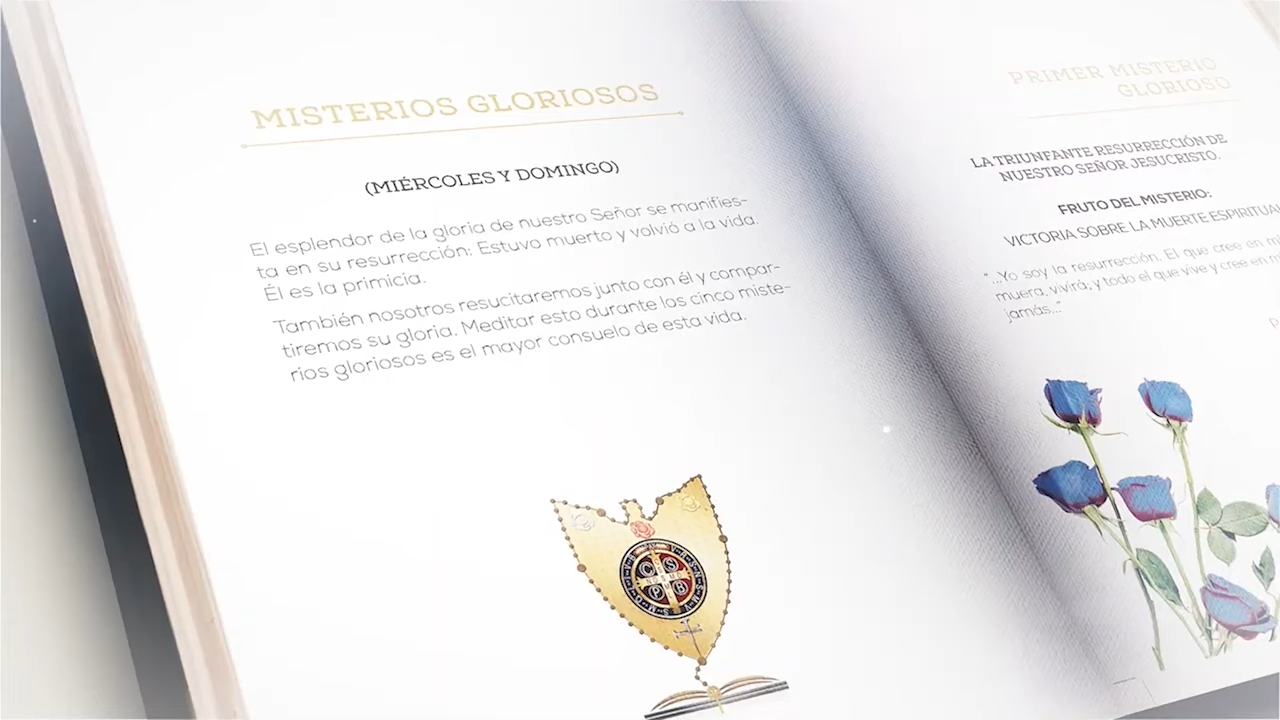 MISTERIOS GLORIOSOS
(MIÉRCOLES Y DOMINGO)
El esplendor de la gloria de nuestro Señor se manifies-
ta en su resurrección: Estuvo muerto y volvió a la vida.
Él es la primicia.
También nosotros resucitaremos junto con él y compar-
tiremos su gloria. Meditar esto durante los cinco miste-
rios gloriosos es el mayor consuelo de esta vida.
PRIMER MISTERIO
GLORIOSO
LA TRIUNFANTE RESURRECCIÓN DE
NUESTRO SEÑOR JESUCRISTO.
FRUTO DEL MISTERIO:
VICTORIA SOBRE LA MUERTE ESPIRITUA
"...Yo soy la resurrección. El que cree en
muera, vivirá, y todo el que vive y cree en
jamás..."